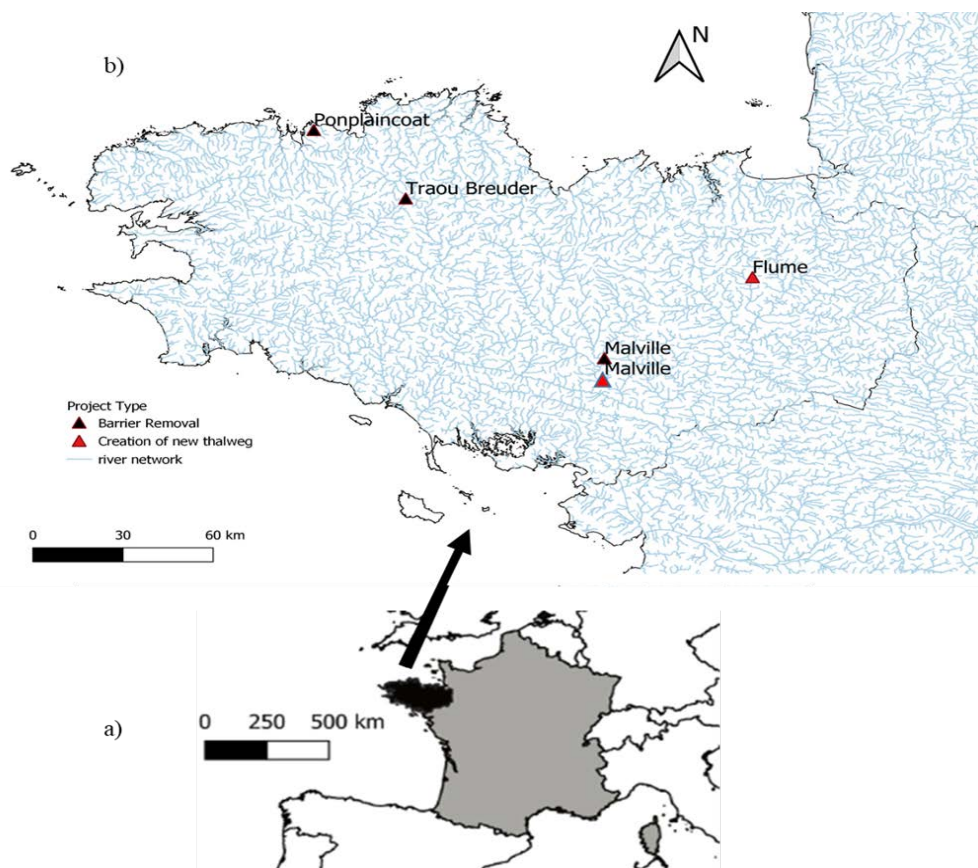 b)
N
Ponplaincoat
Traou Breuder
Flume
Malville
Malville
Project Type
Barrier Removal
Creation of new thalweg
river network
0 30 60 km
a)
0 250 500 km